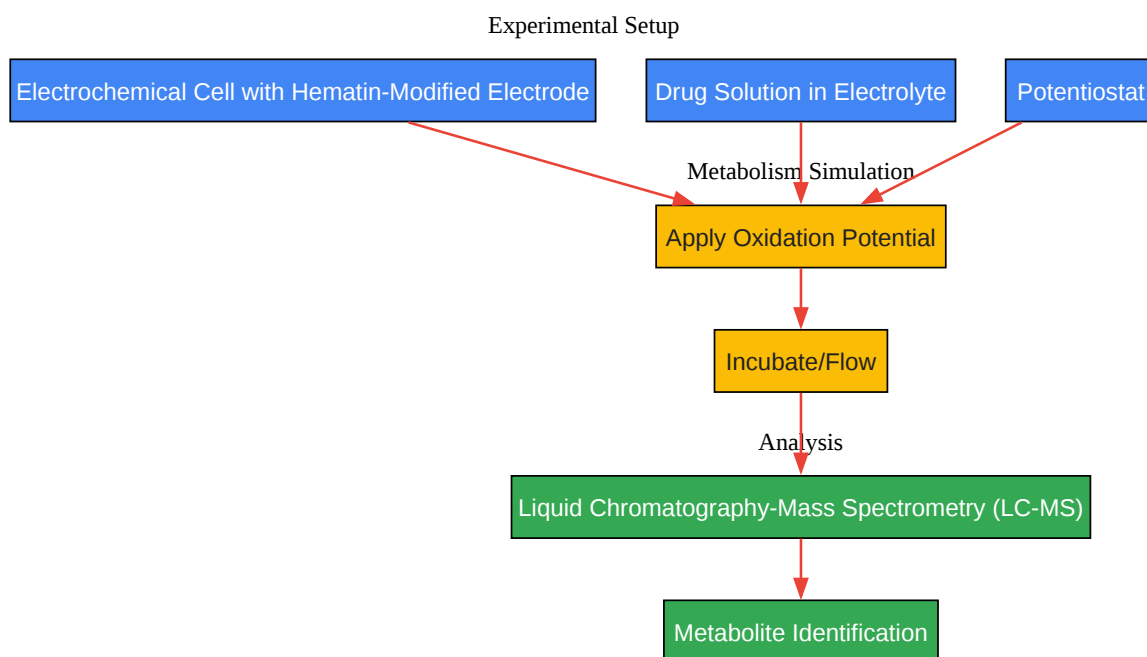 Experimental Setup
Electrochemical Cell with Hematin-Modified Electrode
Drug Solution in Electrolyte
Potentiostat
Metabolism Simulation
Apply Oxidation Potential
Incubate/Flow
Analysis
Liquid Chromatography-Mass Spectrometry (LC-MS)
Metabolite Identification